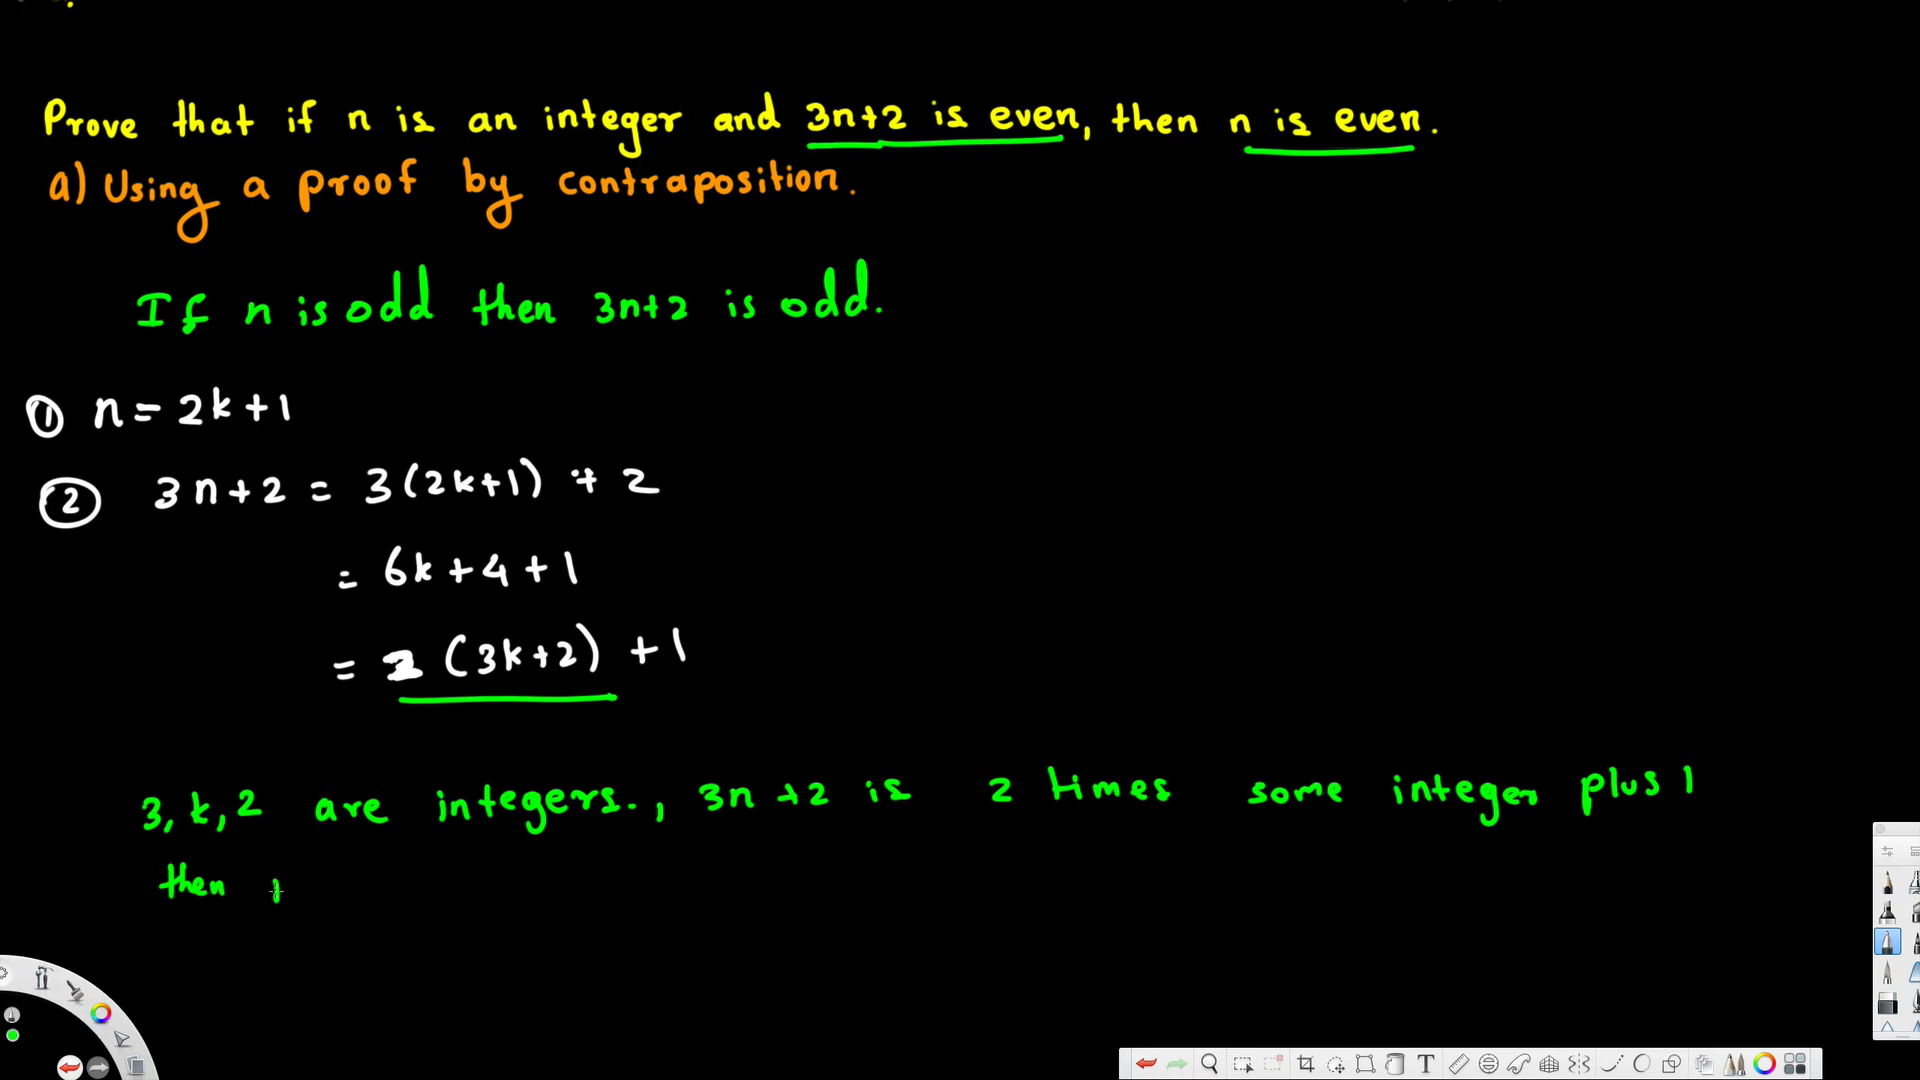 Prove that if n is an integer and 3n+2 is even, then n is even.
a) Using a proof by contraposition.
If n is odd then 3n+2 is odd.
① n = 2k+1
② 3n+2 = 3(2k+1) + 2
= 6k+4+1
= 2 (3k+2) +1
3, k, 2 are integers., 3n+2 is 2 times some integer plus 1
then